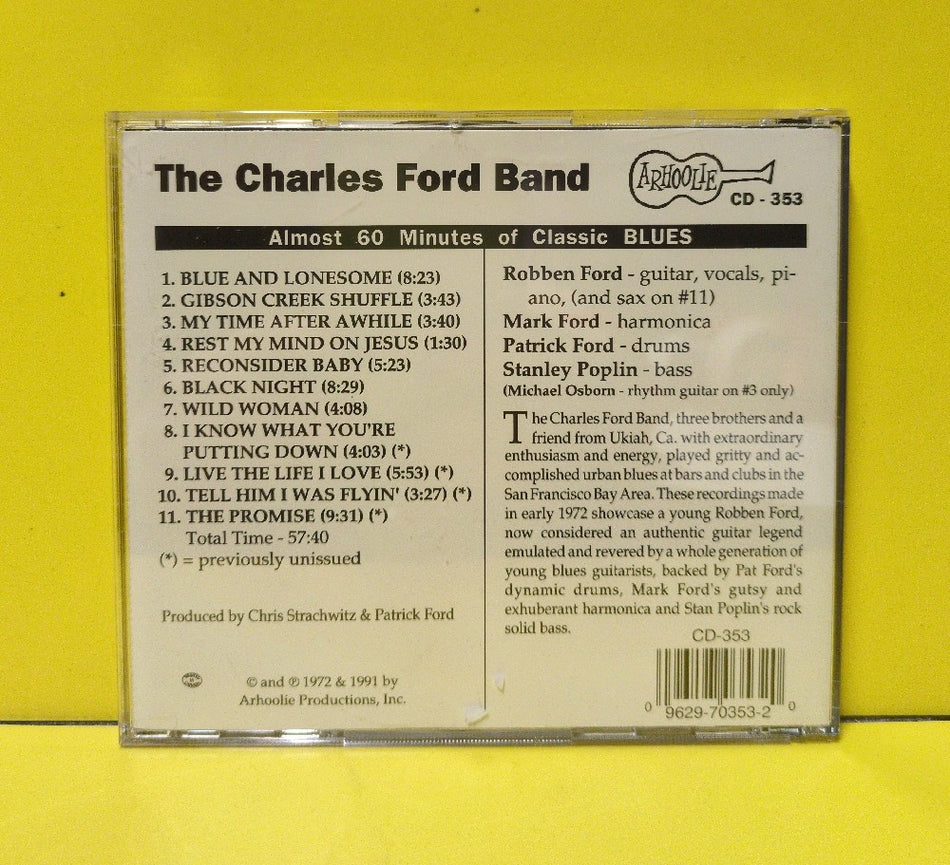 The Charles Ford Band
ARHOOLIE
CD - 353
Almost 60 Minutes of Classic BLUES
1. BLUE AND LONESOME (8:23)
2. GIBSON CREEK SHUFFLE (3:43)
3. MY TIME AFTER AWHILE (3:40)
4. REST MY MIND ON JESUS (1:30)
5. RECONSIDER BABY (5:23)
6. BLACK NIGHT (8:29)
7. WILD WOMAN (4:08)
8. I KNOW WHAT YOU'RE
PUTTING DOWN (4:03) (*)
9. LIVE THE LIFE I LOVE (5:53) (*)
10. TELL HIM I WAS FLYIN' (3:27) (*)
11. THE PROMISE (9:31) (*)
Total Time - 57:40
(*) = previously unissued
Produced by Chris Strachwitz & Patrick Ford
© and ℗ 1972 & 1991 by
Arhoolie Productions, Inc.
Robben Ford - guitar, vocals, pi-
ano, (and sax on #11)
Mark Ford - harmonica
Patrick Ford - drums
Stanley Poplin - bass
(Michael Osborn - rhythm guitar on #3 only)
The Charles Ford Band, three brothers and a
friend from Ukiah, Ca. with extraordinary
enthusiasm and energy, played gritty and ac-
complished urban blues at bars and clubs in the
San Francisco Bay Area. These recordings made
in early 1972 showcase a young Robben Ford,
now considered an authentic guitar legend
emulated and revered by a whole generation of
young blues guitarists, backed by Pat Ford's
dynamic drums, Mark Ford's gutsy and
exhuberant harmonica and Stan Poplin's rock
solid bass.
CD-353
0 9629-70353-2 0